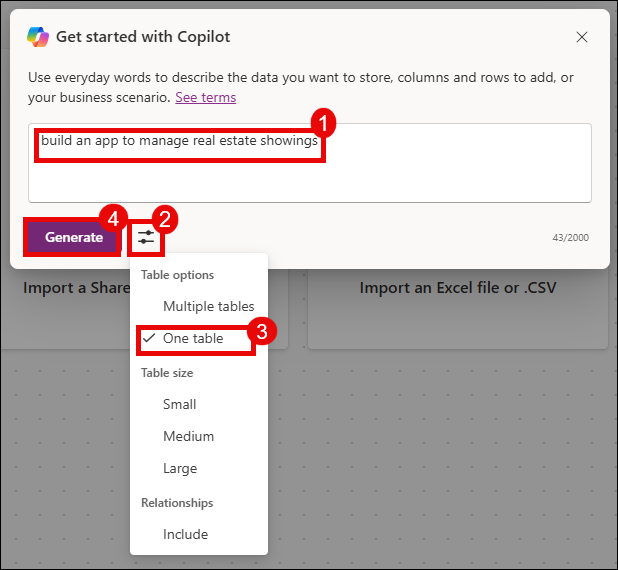 Get started with Copilot
Use everyday words to describe the data you want to store, columns and rows to add, or
your business scenario. See terms
build an app to manage real estate showings
1
4
2
Generate
43/2000
Table options
Import a Share
Import an Excel file or .CSV
Multiple tables
One table
3
Table size
Small
Medium
Large
Relationships
Include